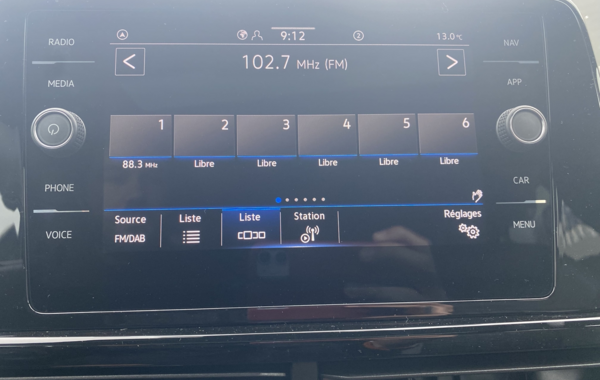 RADIO
9:12
2
13.0°C
NAV
102.7 MHz (FM)
MEDIA
APP
1
2
3
4
5
6
88.3 MHz
Libre
Libre
Libre
Libre
Libre
PHONE
CAR
Source
Liste
Liste
Station
Réglages
FM/DAB
VOICE
MENU